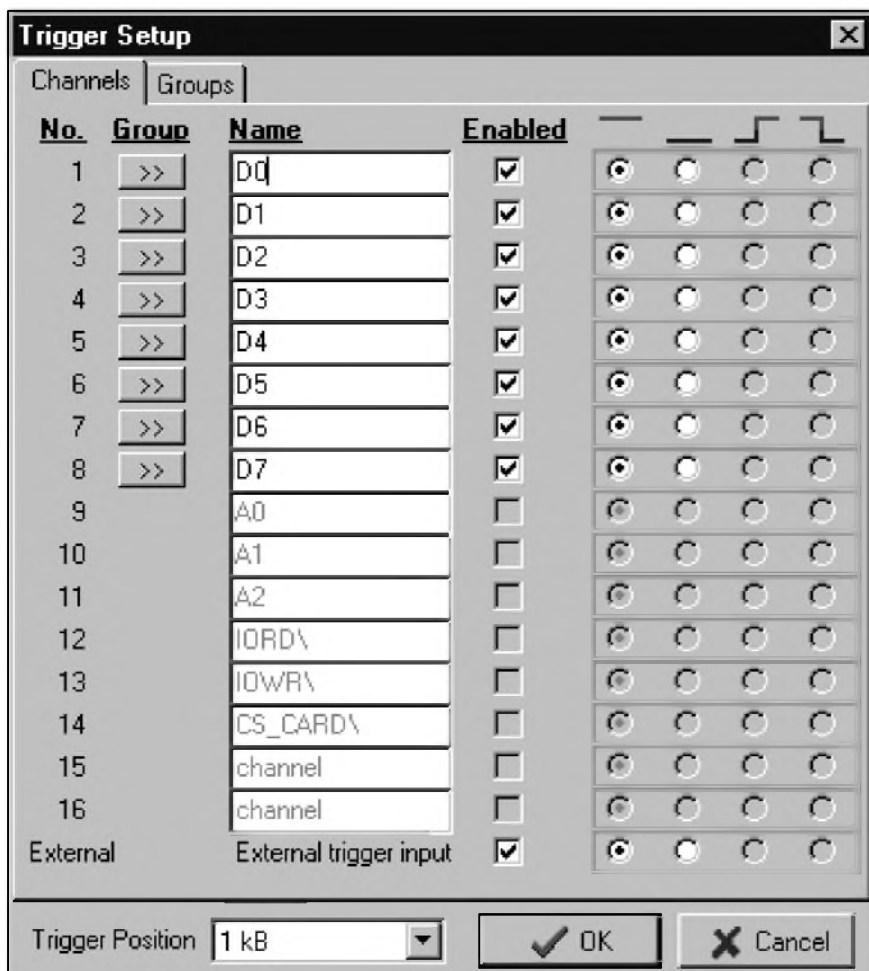 Trigger Setup
Channels Groups
No. Group Name Enabled
1 >> D0
2 >> D1
3 >> D2
4 >> D3
5 >> D4
6 >> D5
7 >> D6
8 >> D7
9 A0
10 A1
11 A2
12 IORD\
13 IOWR\
14 CS_CARD\
15 channel
16 channel
External External trigger input
Trigger Position 1 kB OK Cancel